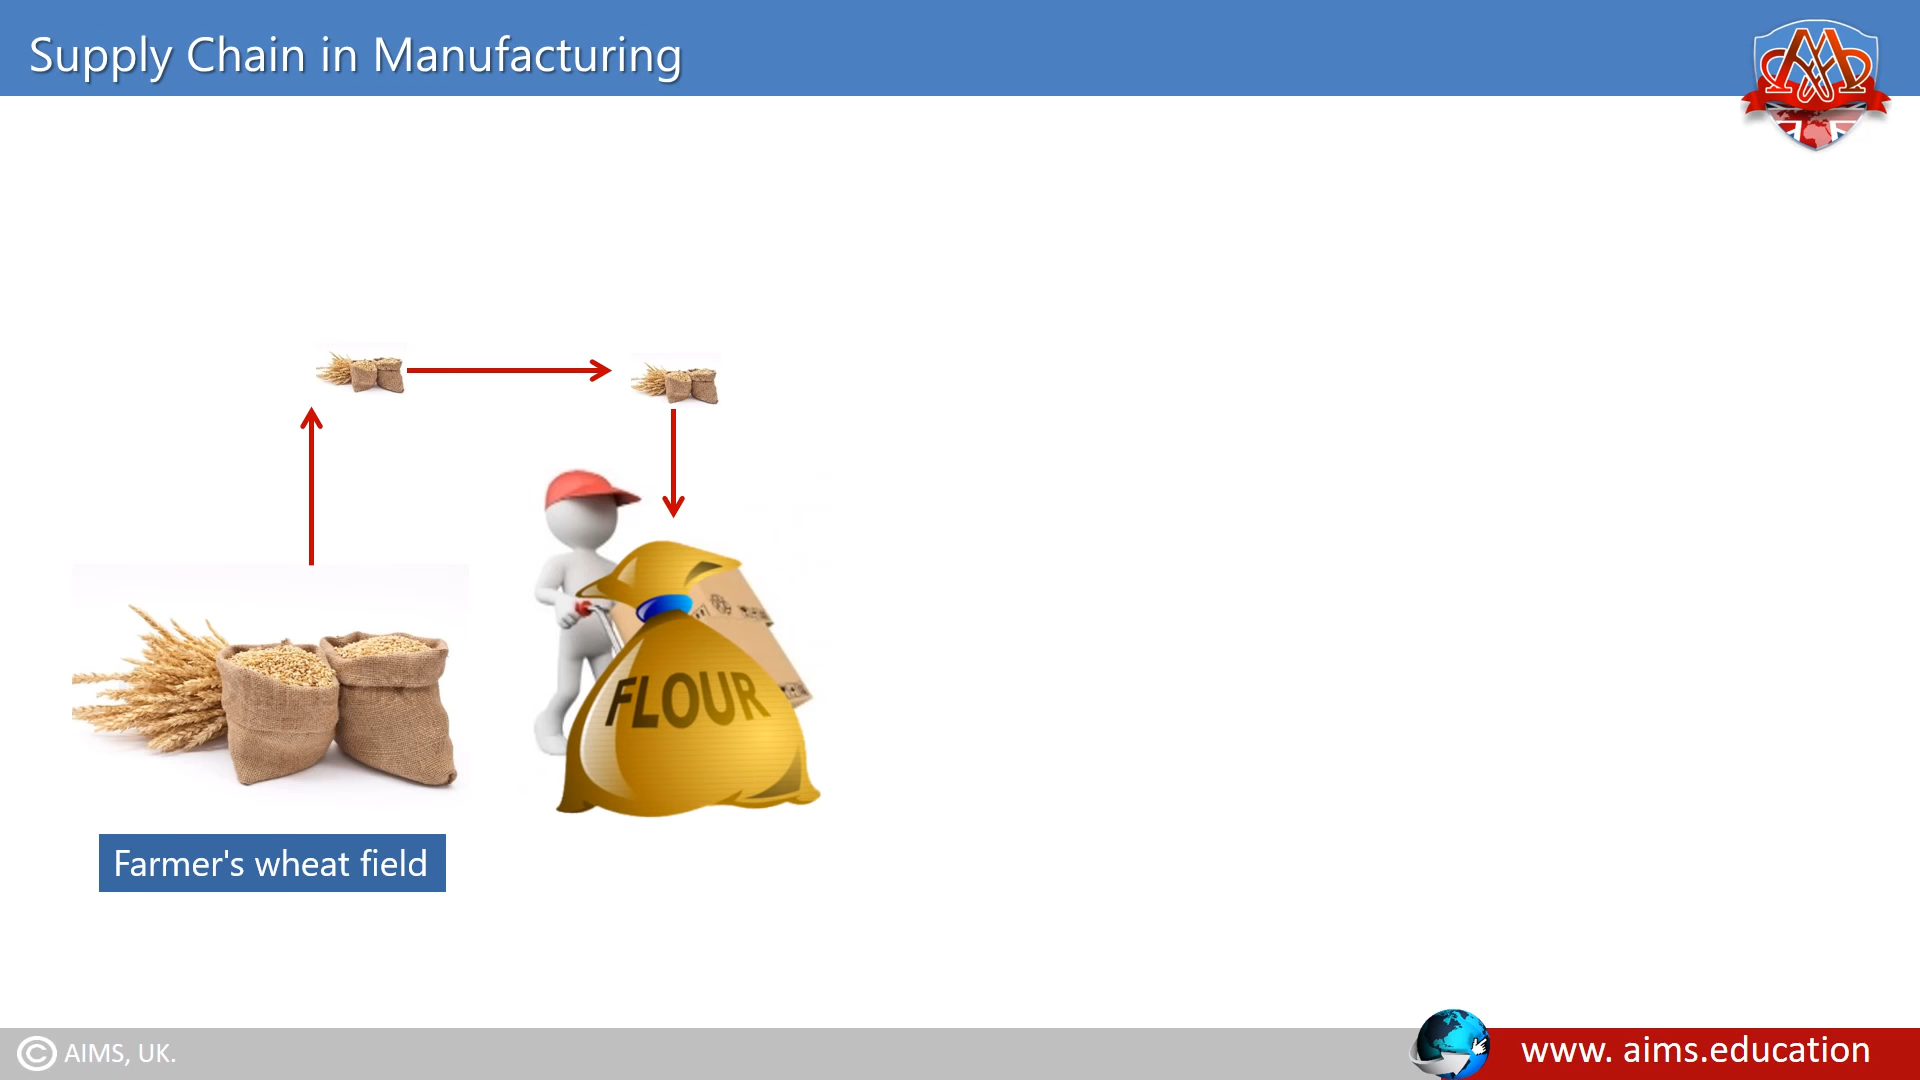 Supply Chain in Manufacturing
FLOUR
Farmer's wheat field
© AIMS, UK.
www. aims.education